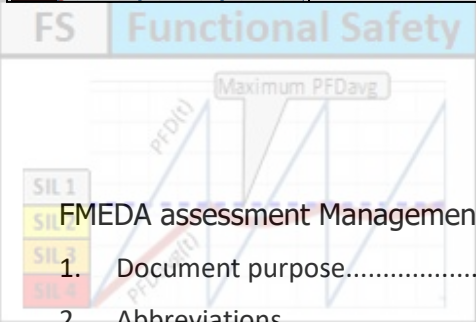 FS Functional Safety
Maximum PFDavg
PFD(t)
SIL 1
SIL 2
FMEDA assessment Managemen
SIL 3
1. Document purpose..................
SIL 4
PFDavg(t)
2. Abbreviations